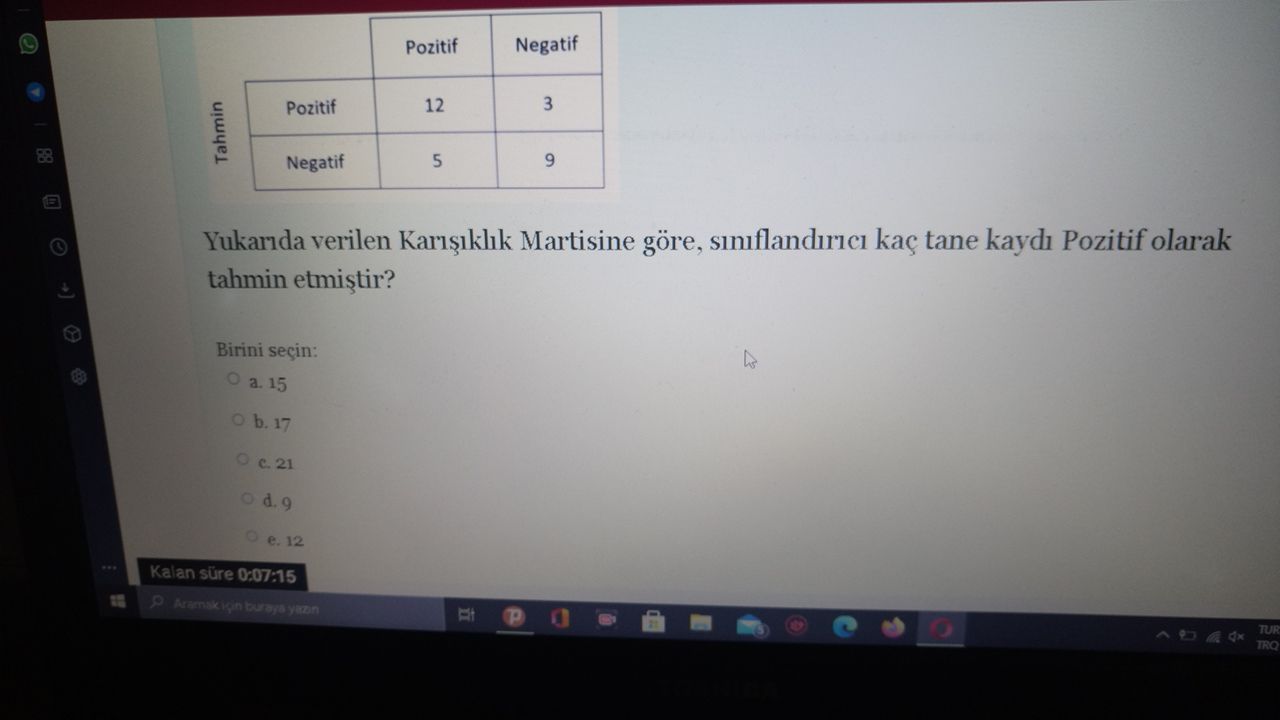 Pozitif Negatif
Tahmin
Pozitif 12 3
Negatif 5 9
Yukarıda verilen Karışıklık Martisine göre, sınıflandırıcı kaç tane kaydı Pozitif olarak
tahmin etmiştir?
Birini seçin:
a. 15
b. 17
c. 21
d. 9
e. 12
Kalan süre 0:07:15
Aramak için buraya yazın
5
TUR
TRQ
TOSHIBA